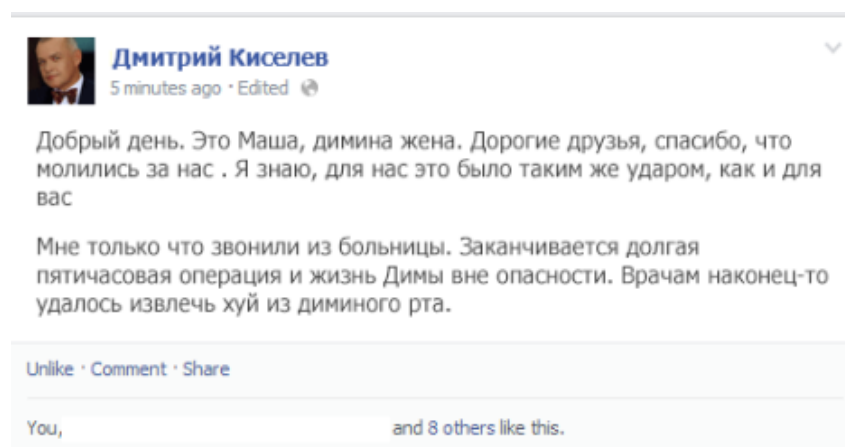 Дмитрий Киселев
5 minutes ago · Edited
Добрый день. Это Маша, димина жена. Дорогие друзья, спасибо, что
молились за нас . Я знаю, для нас это было таким же ударом, как и для
вас
Мне только что звонили из больницы. Заканчивается долгая
пятичасовая операция и жизнь Димы вне опасности. Врачам наконец-то
удалось извлечь хуй из диминого рта.
Unlike · Comment · Share
You, and 8 others like this.